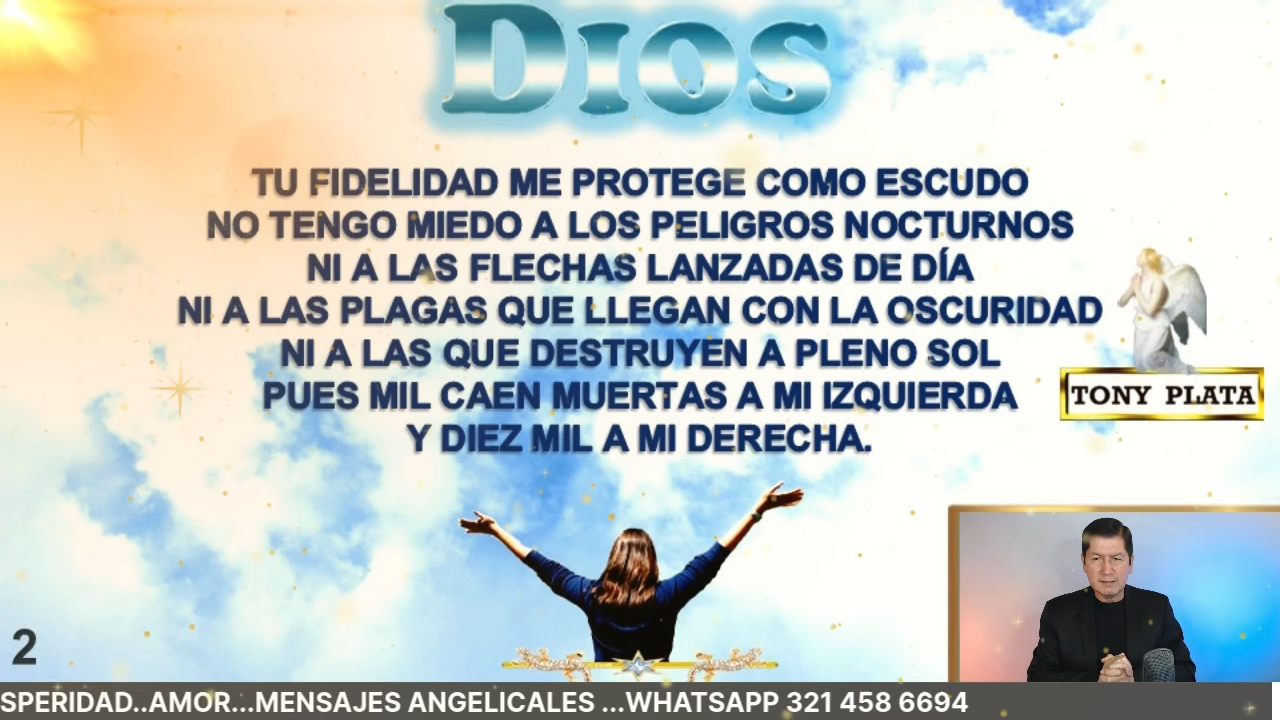 DIOS
TU FIDELIDAD ME PROTEGE COMO ESCUDO
NO TENGO MIEDO A LOS PELIGROS NOCTURNOS
NI A LAS FLECHAS LANZADAS DE DÍA
NI A LAS PLAGAS QUE LLEGAN CON LA OSCURIDAD
NI A LAS QUE DESTRUYEN A PLENO SOL
PUES MIL CAEN MUERTAS A MI IZQUIERDA
Y DIEZ MIL A MI DERECHA.
TONY PLATA
2
SPERIDAD..AMOR...MENSAJES ANGELICALES ...WHATSAPP 321 458 6694